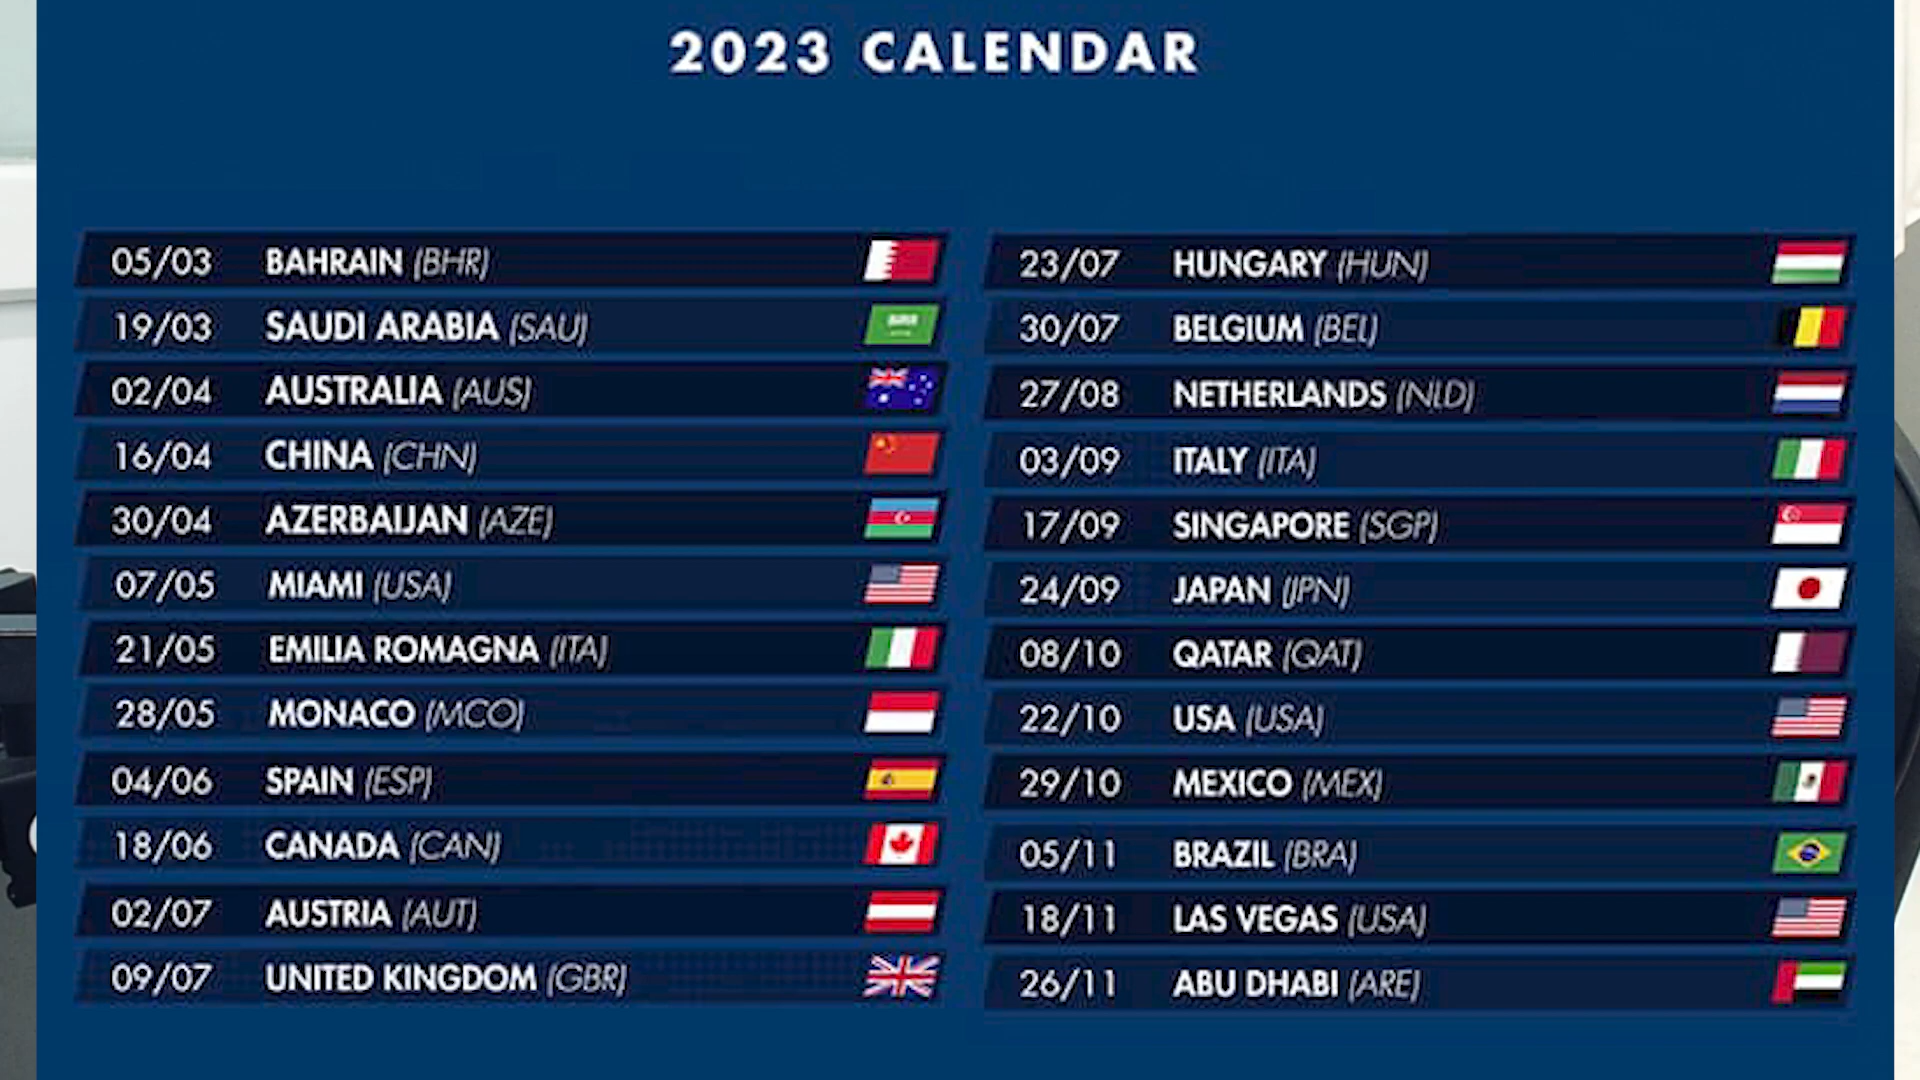 2023 CALENDAR
05/03 BAHRAIN (BHR)
19/03 SAUDI ARABIA (SAU)
02/04 AUSTRALIA (AUS)
16/04 CHINA (CHN)
30/04 AZERBAIJAN (AZE)
07/05 MIAMI (USA)
21/05 EMILIA ROMAGNA (ITA)
28/05 MONACO (MCO)
04/06 SPAIN (ESP)
18/06 CANADA (CAN)
02/07 AUSTRIA (AUT)
09/07 UNITED KINGDOM (GBR)
23/07 HUNGARY (HUN)
30/07 BELGIUM (BEL)
27/08 NETHERLANDS (NLD)
03/09 ITALY (ITA)
17/09 SINGAPORE (SGP)
24/09 JAPAN (JPN)
08/10 QATAR (QAT)
22/10 USA (USA)
29/10 MEXICO (MEX)
05/11 BRAZIL (BRA)
18/11 LAS VEGAS (USA)
26/11 ABU DHABI (ARE)